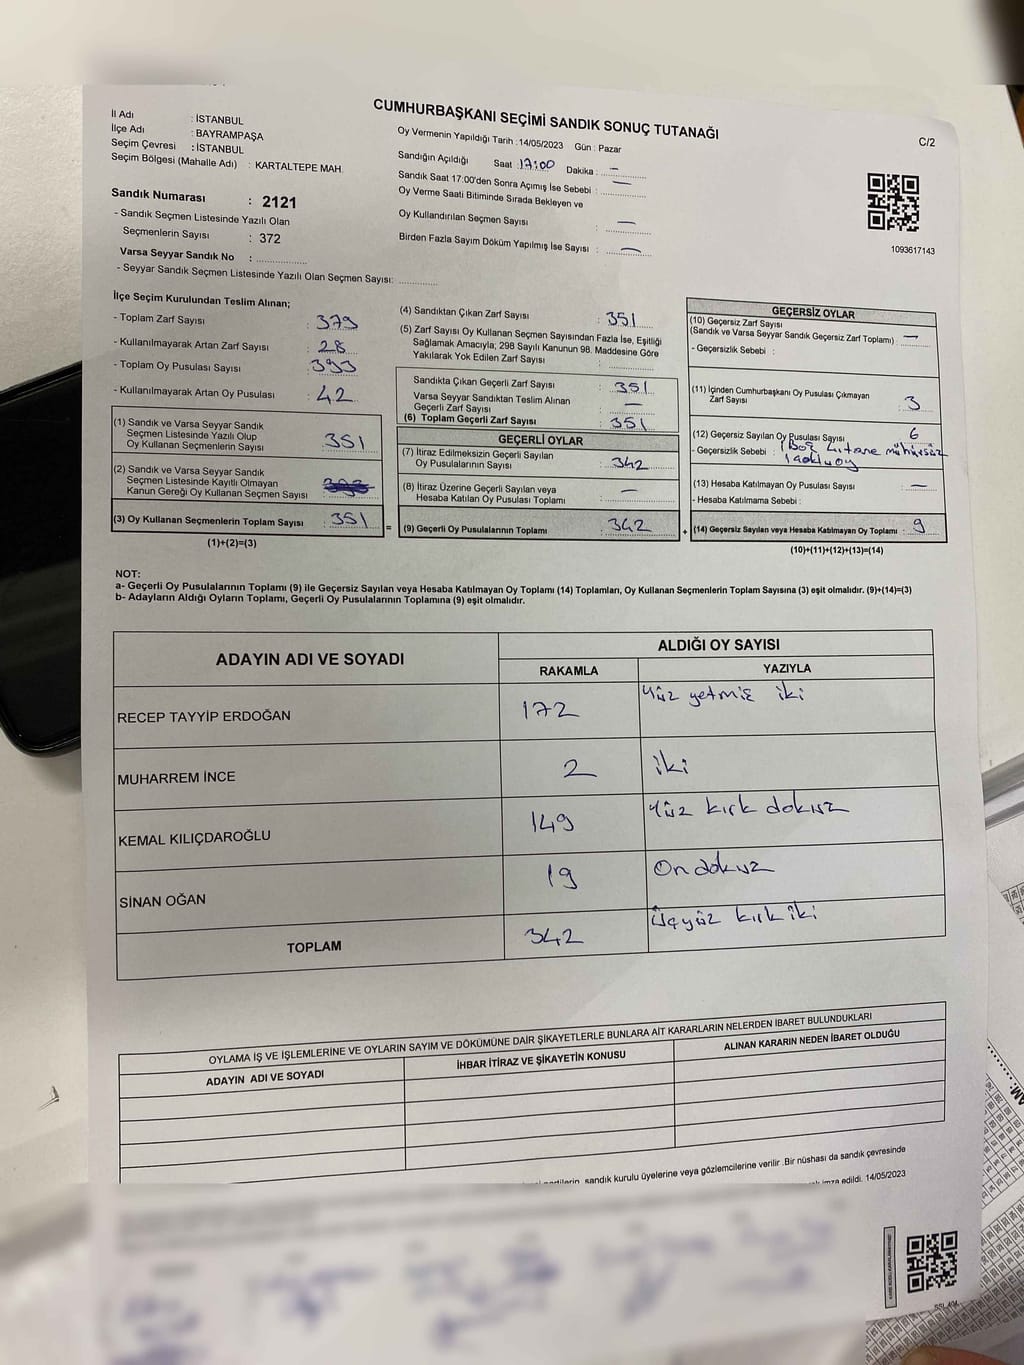 CUMHURBAŞKANI SEÇİMİ SANDIK SONUÇ TUTANAĞI
C/2
İl Adı : İSTANBUL
İlçe Adı : BAYRAMPAŞA
Seçim Çevresi : İSTANBUL
Seçim Bölgesi (Mahalle Adı) : KARTALTEPE MAH.
Sandık Numarası : 2121
- Sandık Seçmen Listesinde Yazılı Olan
Seçmenlerin Sayısı : 372
Varsa Seyyar Sandık No :
- Seyyar Sandık Seçmen Listesinde Yazılı Olan Seçmen Sayısı:
Oy Vermenin Yapıldığı Tarih :14/05/2023 Gün : Pazar
Sandığın Açıldığı Saat 17:00 Dakika : —
Sandık Saat 17:00'den Sonra Açımış İse Sebebi : —
Oy Verme Saati Bitiminde Sırada Bekleyen ve
Oy Kullandırılan Seçmen Sayısı : —
Birden Fazla Sayım Döküm Yapılmış İse Sayısı : —
1093617143
İlçe Seçim Kurulundan Teslim Alınan;
- Toplam Zarf Sayısı : 379
- Kullanılmayarak Artan Zarf Sayısı : 28
- Toplam Oy Pusulası Sayısı : 393
- Kullanılmayarak Artan Oy Pusulası : 42
(1) Sandık ve Varsa Seyyar Sandık
Seçmen Listesinde Yazılı Olup
Oy Kullanan Seçmenlerin Sayısı : 351
(2) Sandık ve Varsa Seyyar Sandık
Seçmen Listesinde Kayıtlı Olmayan
Kanun Gereği Oy Kullanan Seçmen Sayısı :
(3) Oy Kullanan Seçmenlerin Toplam Sayısı : 351
(1)+(2)=(3)
(4) Sandıktan Çıkan Zarf Sayısı : 351
(5) Zarf Sayısı Oy Kullanan Seçmen Sayısından Fazla İse, Eşitliği
Sağlamak Amacıyla; 298 Sayılı Kanunun 98. Maddesine Göre
Yakılarak Yok Edilen Zarf Sayısı :
Sandıkta Çıkan Geçerli Zarf Sayısı : 351
Varsa Seyyar Sandıktan Teslim Alınan
Geçerli Zarf Sayısı : —
(6) Toplam Geçerli Zarf Sayısı : 351
GEÇERLİ OYLAR
(7) İtiraz Edilmeksizin Geçerli Sayılan
Oy Pusulalarının Sayısı : 342
(8) İtiraz Üzerine Geçerli Sayılan veya
Hesaba Katılan Oy Pusulası Toplamı : —
(9) Geçerli Oy Pusulalarının Toplamı : 342
=
+
GEÇERSİZ OYLAR
(10) Geçersiz Zarf Sayısı
(Sandık ve Varsa Seyyar Sandık Geçersiz Zarf Toplamı) : —
- Geçersizlik Sebebi :
(11) İçinden Cumhurbaşkanı Oy Pusulası Çıkmayan
Zarf Sayısı : 3
(12) Geçersiz Sayılan Oy Pusulası Sayısı : 6
- Geçersizlik Sebebi :
(13) Hesaba Katılmayan Oy Pusulası Sayısı : —
- Hesaba Katılmama Sebebi :
(14) Geçersiz Sayılan veya Hesaba Katılmayan Oy Toplamı : 9
(10)+(11)+(12)+(13)=(14)
NOT:
a- Geçerli Oy Pusulalarının Toplamı (9) ile Geçersiz Sayılan veya Hesaba Katılmayan Oy Toplamı (14) Toplamları, Oy Kullanan Seçmenlerin Toplam Sayısına (3) eşit olmalıdır. (9)+(14)=(3)
b- Adayların Aldığı Oyların Toplamı, Geçerli Oy Pusulalarının Toplamına (9) eşit olmalıdır.
ADAYIN ADI VE SOYADI ALDIĞI OY SAYISI
RAKAMLA YAZIYLA
RECEP TAYYİP ERDOĞAN 172 Yüz yetmiş iki
MUHARREM İNCE 2 iki
KEMAL KILIÇDAROĞLU 149 Yüz kırk dokuz
SİNAN OĞAN 19 On dokuz
TOPLAM 342 Üçyüz kırk iki
OYLAMA İŞ VE İŞLEMLERİNE VE OYLARIN SAYIM VE DÖKÜMÜNE DAİR ŞİKAYETLERLE BUNLARA AİT KARARLARIN NELERDEN İBARET BULUNDUKLARI
ADAYIN ADI VE SOYADI İHBAR İTİRAZ VE ŞİKAYETİN KONUSU ALINAN KARARIN NEDEN İBARET OLDUĞU
sandık kurulu üyelerine veya gözlemcilerine verilir .Bir nüshası da sandık çevresinde
imza edildi. 14/05/2023